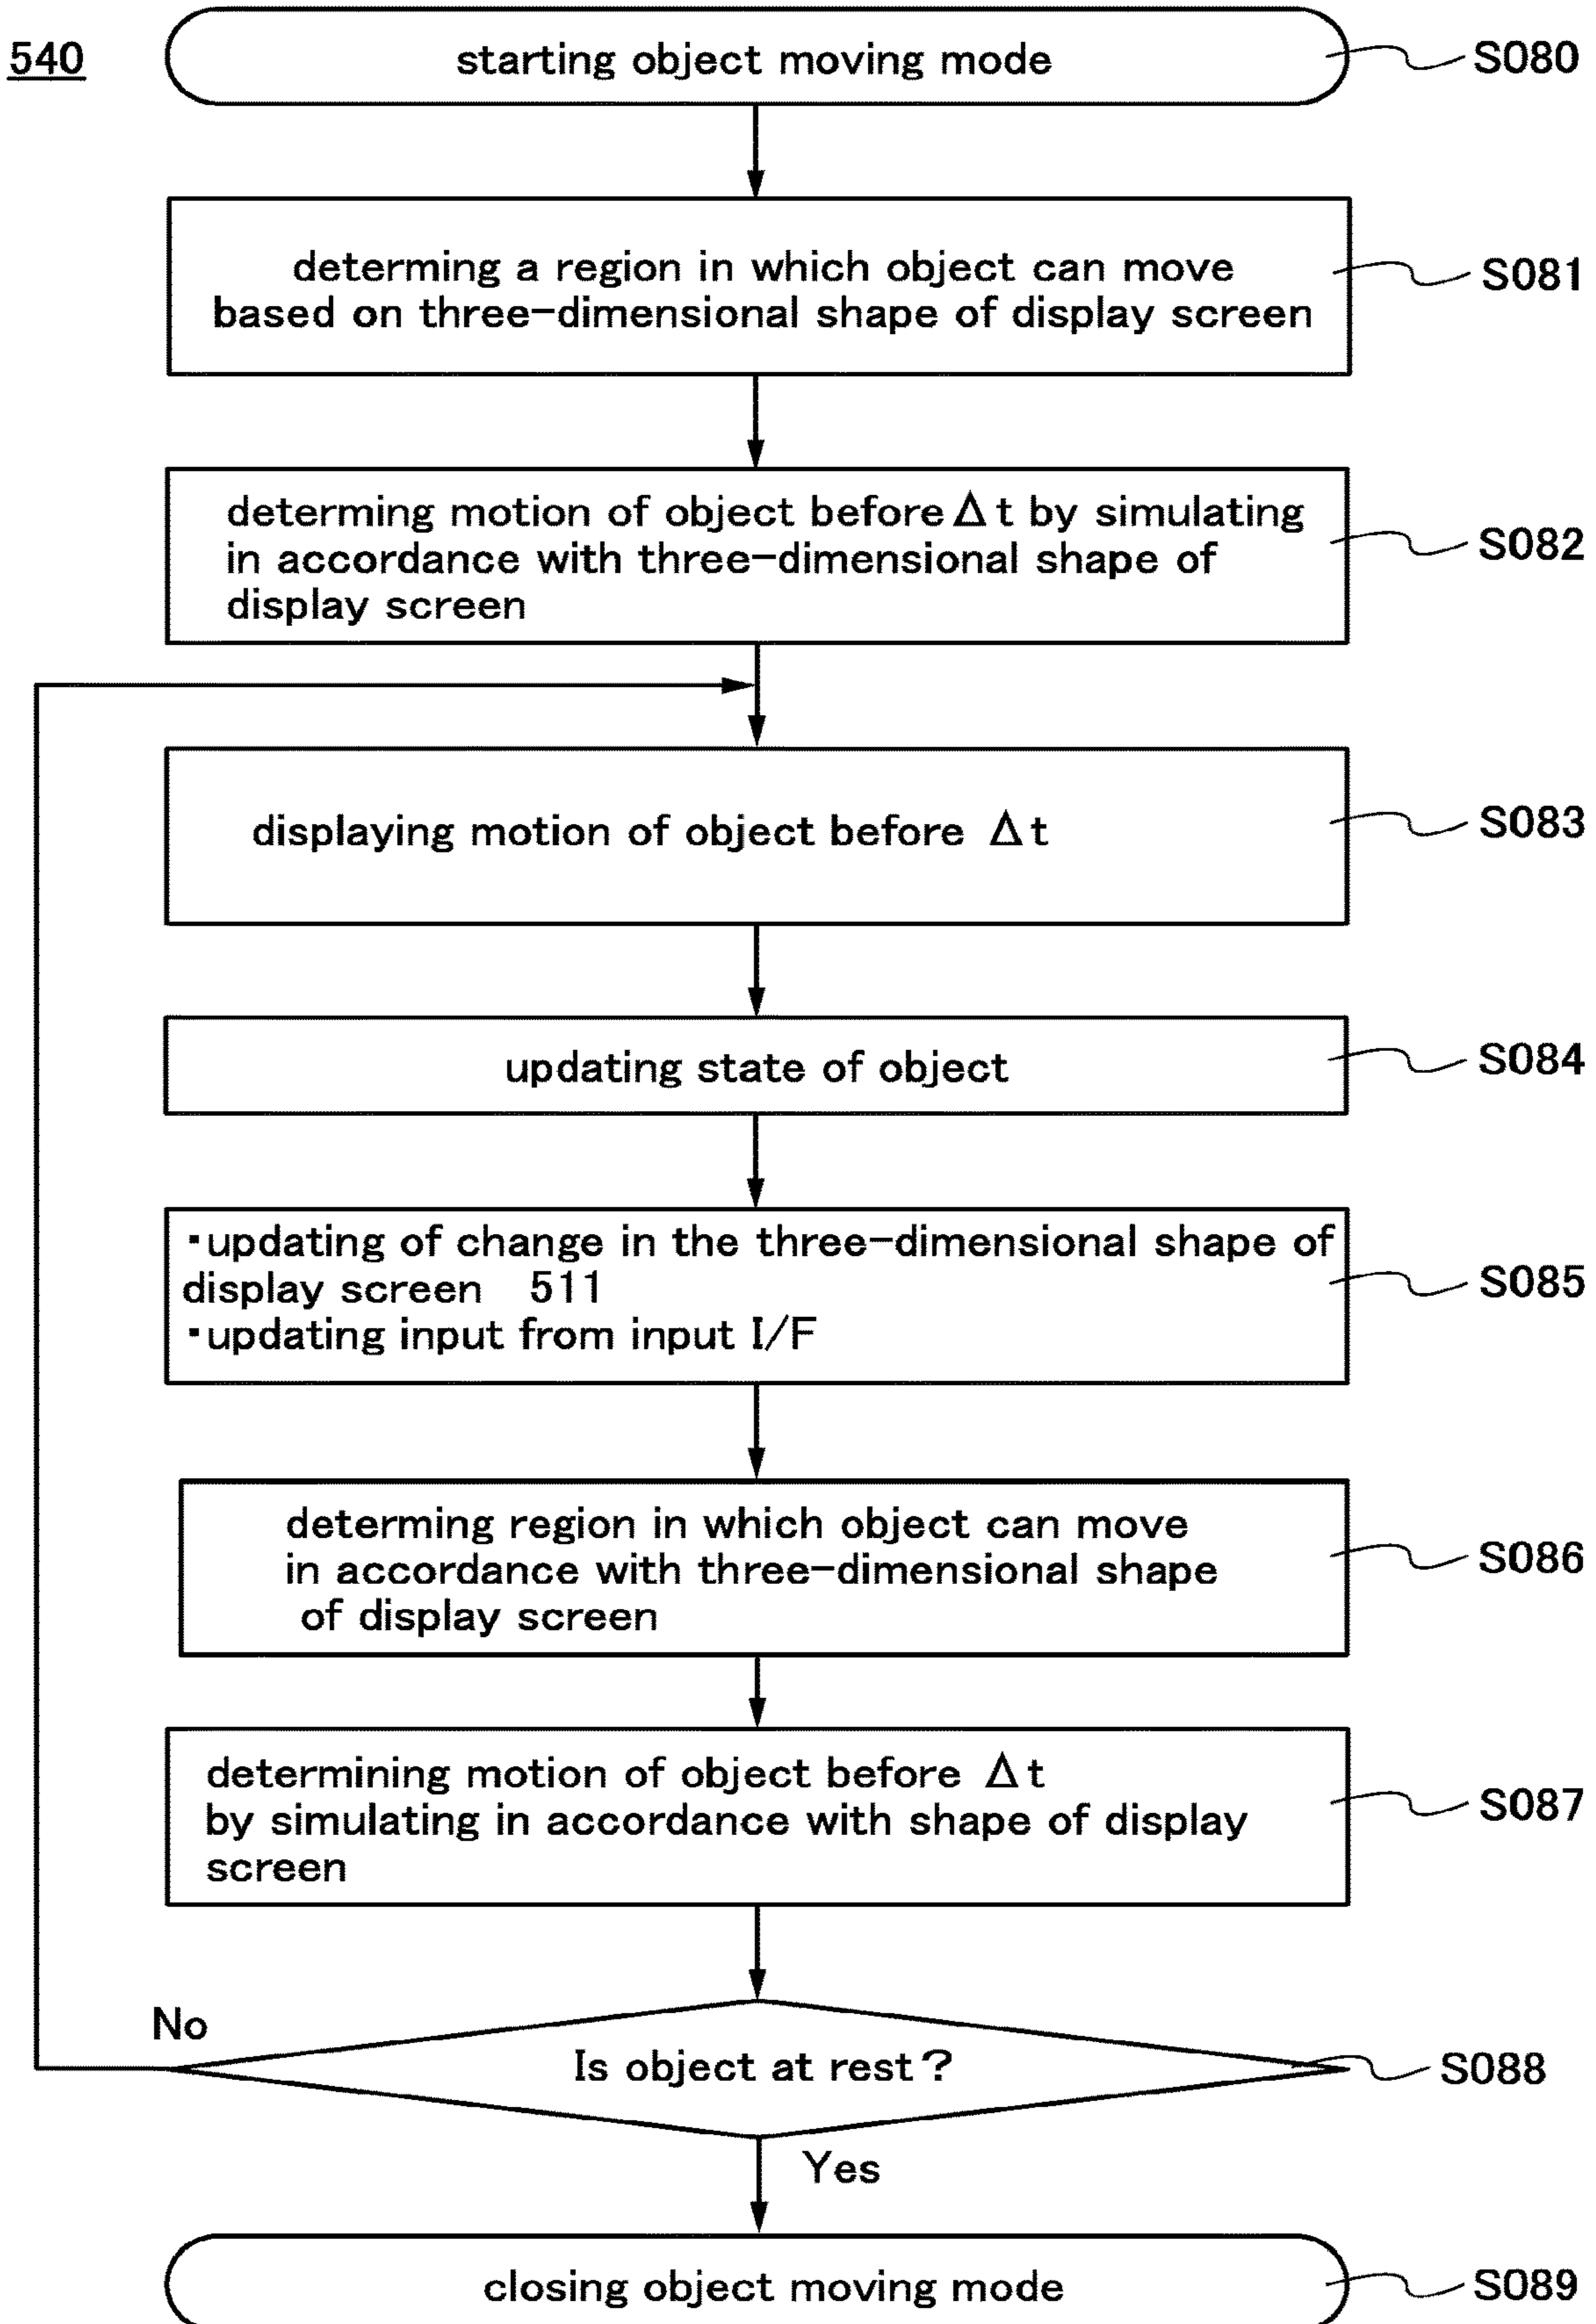 540
starting object moving mode
S080
determing a region in which object can move
based on three-dimensional shape of display screen
S081
determing motion of object before Δt by simulating
in accordance with three-dimensional shape of
display screen
S082
displaying motion of object before Δt
S083
updating state of object
S084
・updating of change in the three-dimensional shape of
display screen 511
・updating input from input I/F
S085
determing region in which object can move
in accordance with three-dimensional shape
of display screen
S086
determining motion of object before Δt
by simulating in accordance with shape of display
screen
S087
No
Is object at rest?
S088
Yes
closing object moving mode
S089